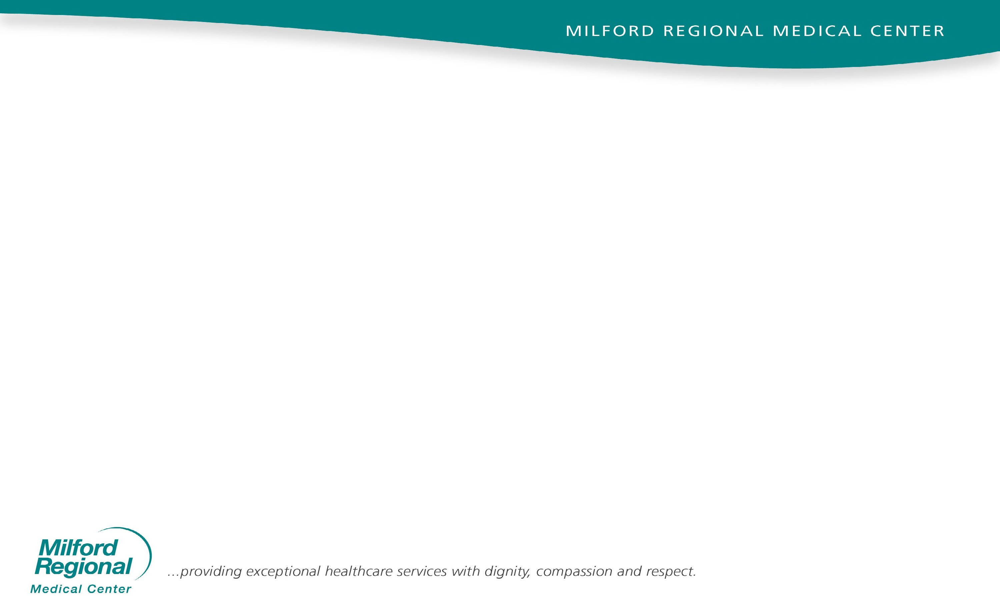 MILFORD REGIONAL MEDICAL CENTER
Milford
Regional
Medical Center
...providing exceptional healthcare services with dignity, compassion and respect.